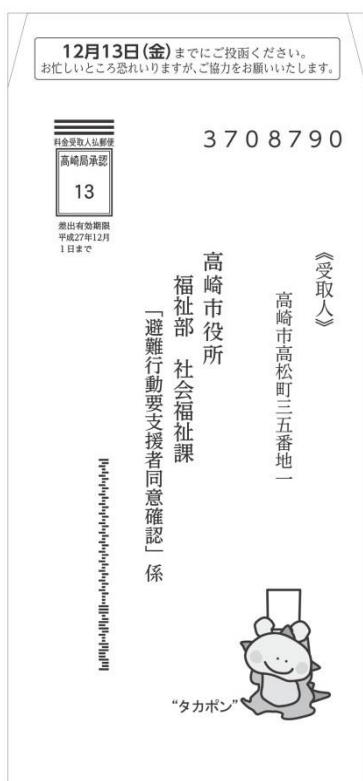 12月13日(金)までにご投函ください。
お忙しいところ恐れいりますが、ご協力をお願いいたします。
料金受取人払郵便
高崎局承認
13
差出有効期限
平成27年12月
1日まで
3708790
《受取人》
高崎市高松町三五番地一
高崎市役所
福祉部　社会福祉課
「避難行動要支援者同意確認」係
“タカポン”